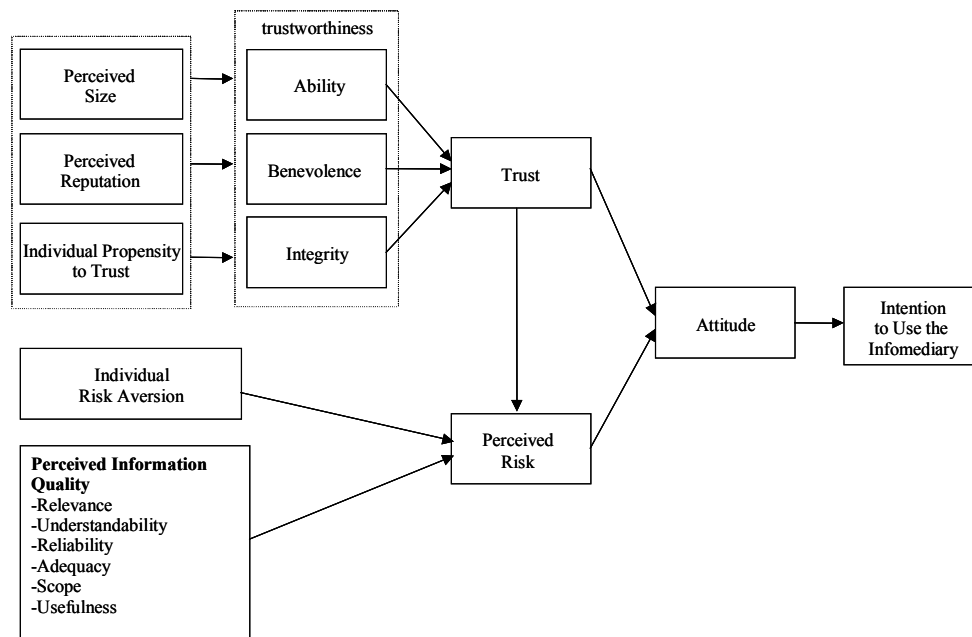 trustworthiness
Perceived
Size
Ability
Perceived
Reputation
Benevolence
Trust
Individual Propensity
to Trust
Integrity
Attitude
Intention
to Use the
Infomediary
Individual
Risk Aversion
Perceived
Risk
Perceived Information
Quality
-Relevance
-Understandability
-Reliability
-Adequacy
-Scope
-Usefulness